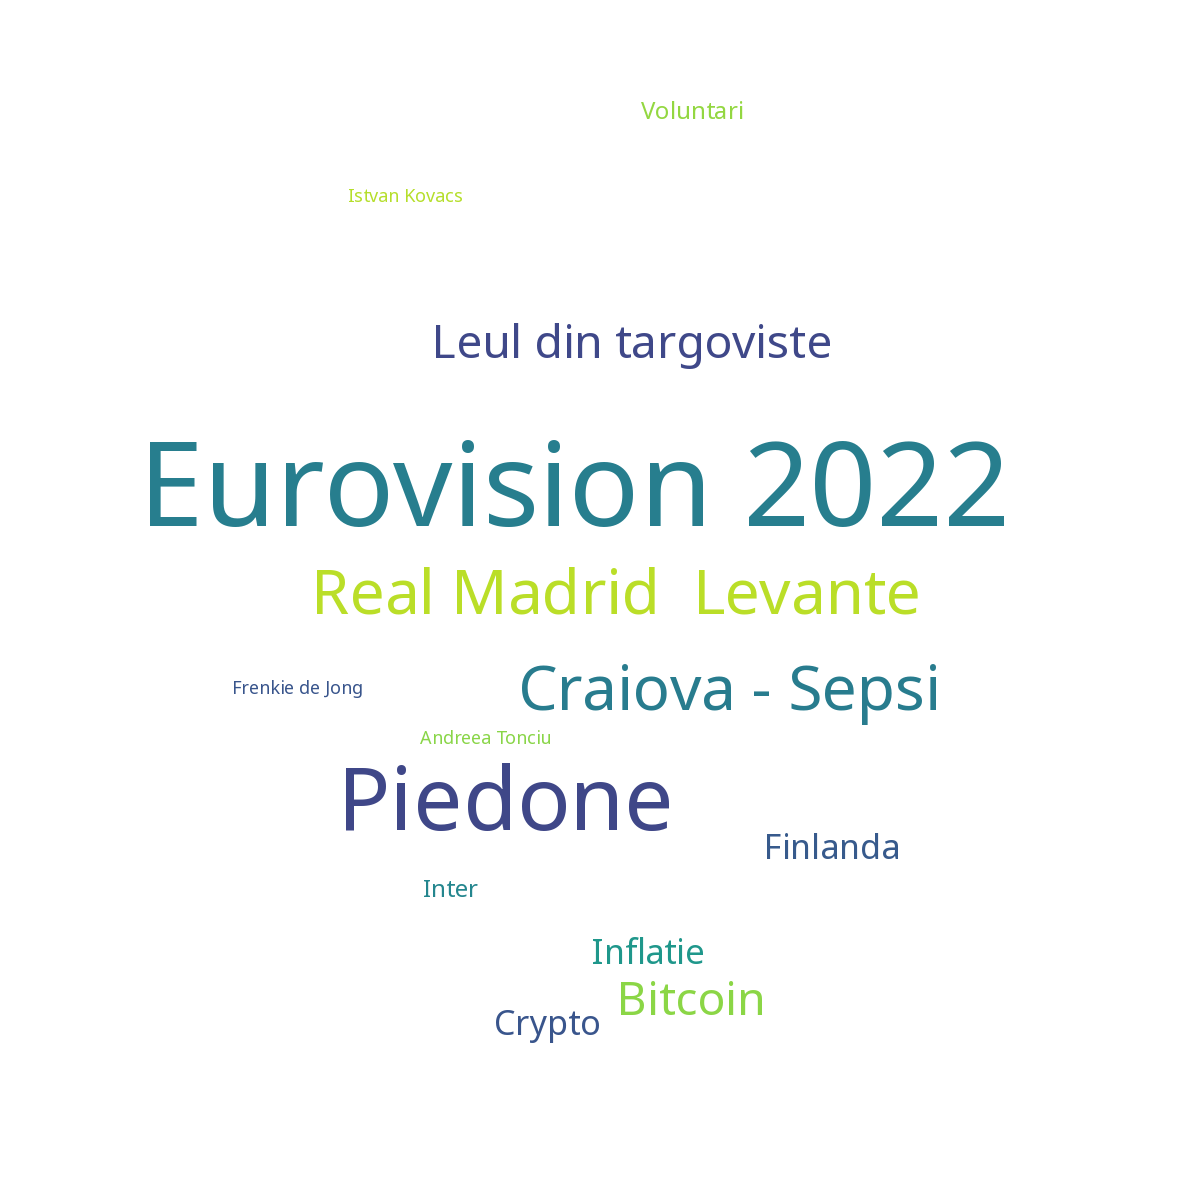 Voluntari
Istvan Kovacs
Leul din targoviste
Eurovision 2022
Real Madrid  Levante
Craiova - Sepsi
Frenkie de Jong
Andreea Tonciu
Piedone
Finlanda
Inter
Inflatie
Bitcoin
Crypto